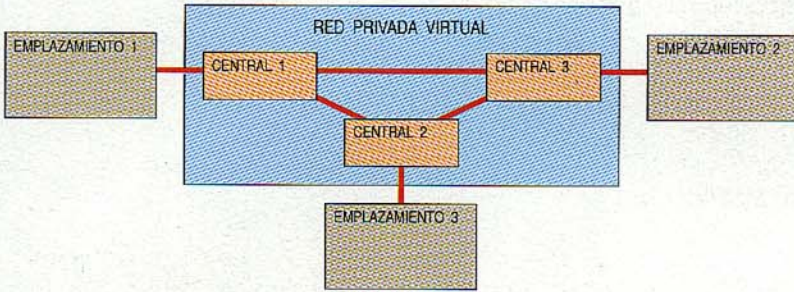 RED PRIVADA VIRTUAL
EMPLAZAMIENTO 1
CENTRAL 1
CENTRAL 3
EMPLAZAMIENTO 2
CENTRAL 2
EMPLAZAMIENTO 3